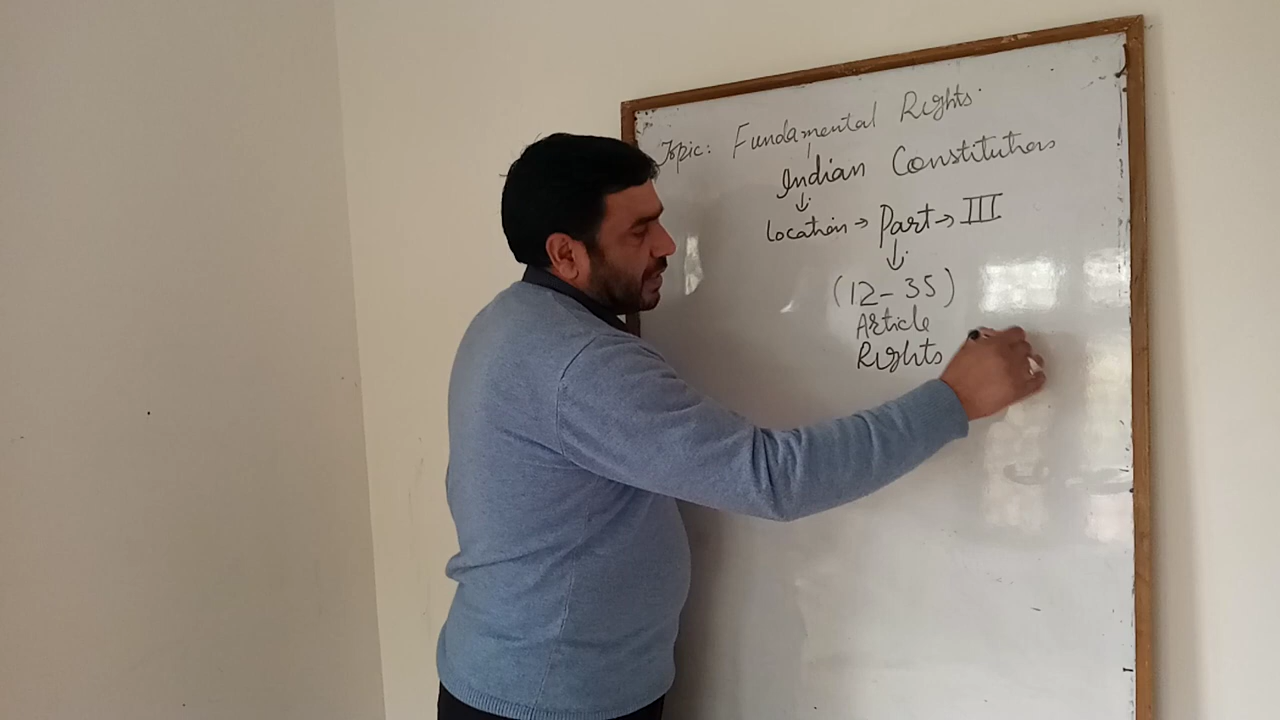 Topic: Fundamental Rights.
Indian Constitution
↓
location → Part → III
↓
(12 - 35)
Article
Rights